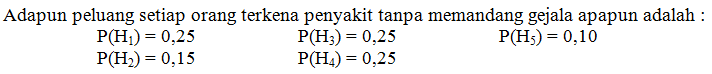 Adapun peluang setiap orang terkena penyakit tanpa memandang gejala apapun adalah :
P(H₁) = 0,25 P(H₃) = 0,25 P(H₅) = 0,10
P(H₂) = 0,15 P(H₄) = 0,25